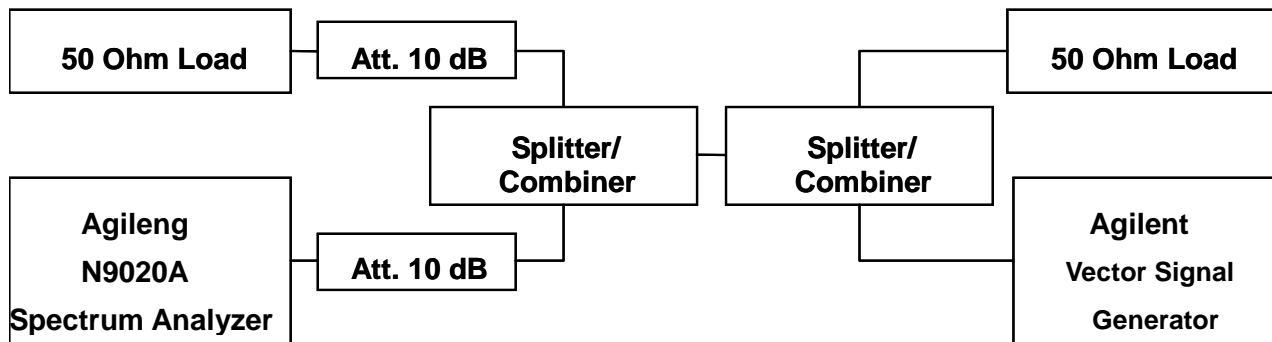 50 Ohm Load
Att. 10 dB
50 Ohm Load
Splitter/
Combiner
Splitter/
Combiner
Agileng
N9020A
Spectrum Analyzer
Att. 10 dB
Agilent
Vector Signal
Generator